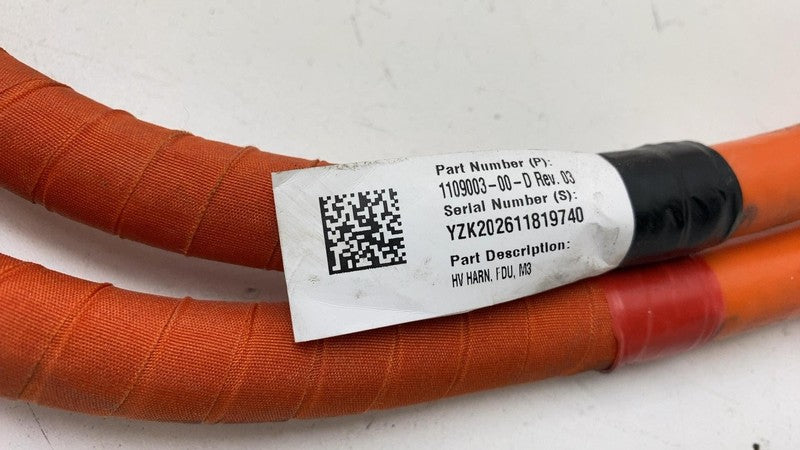 Part Number (P):
1109003-00-D Rev. 03
Serial Number (S):
YZK202611819740
Part Description:
HV HARN, FDU, M3